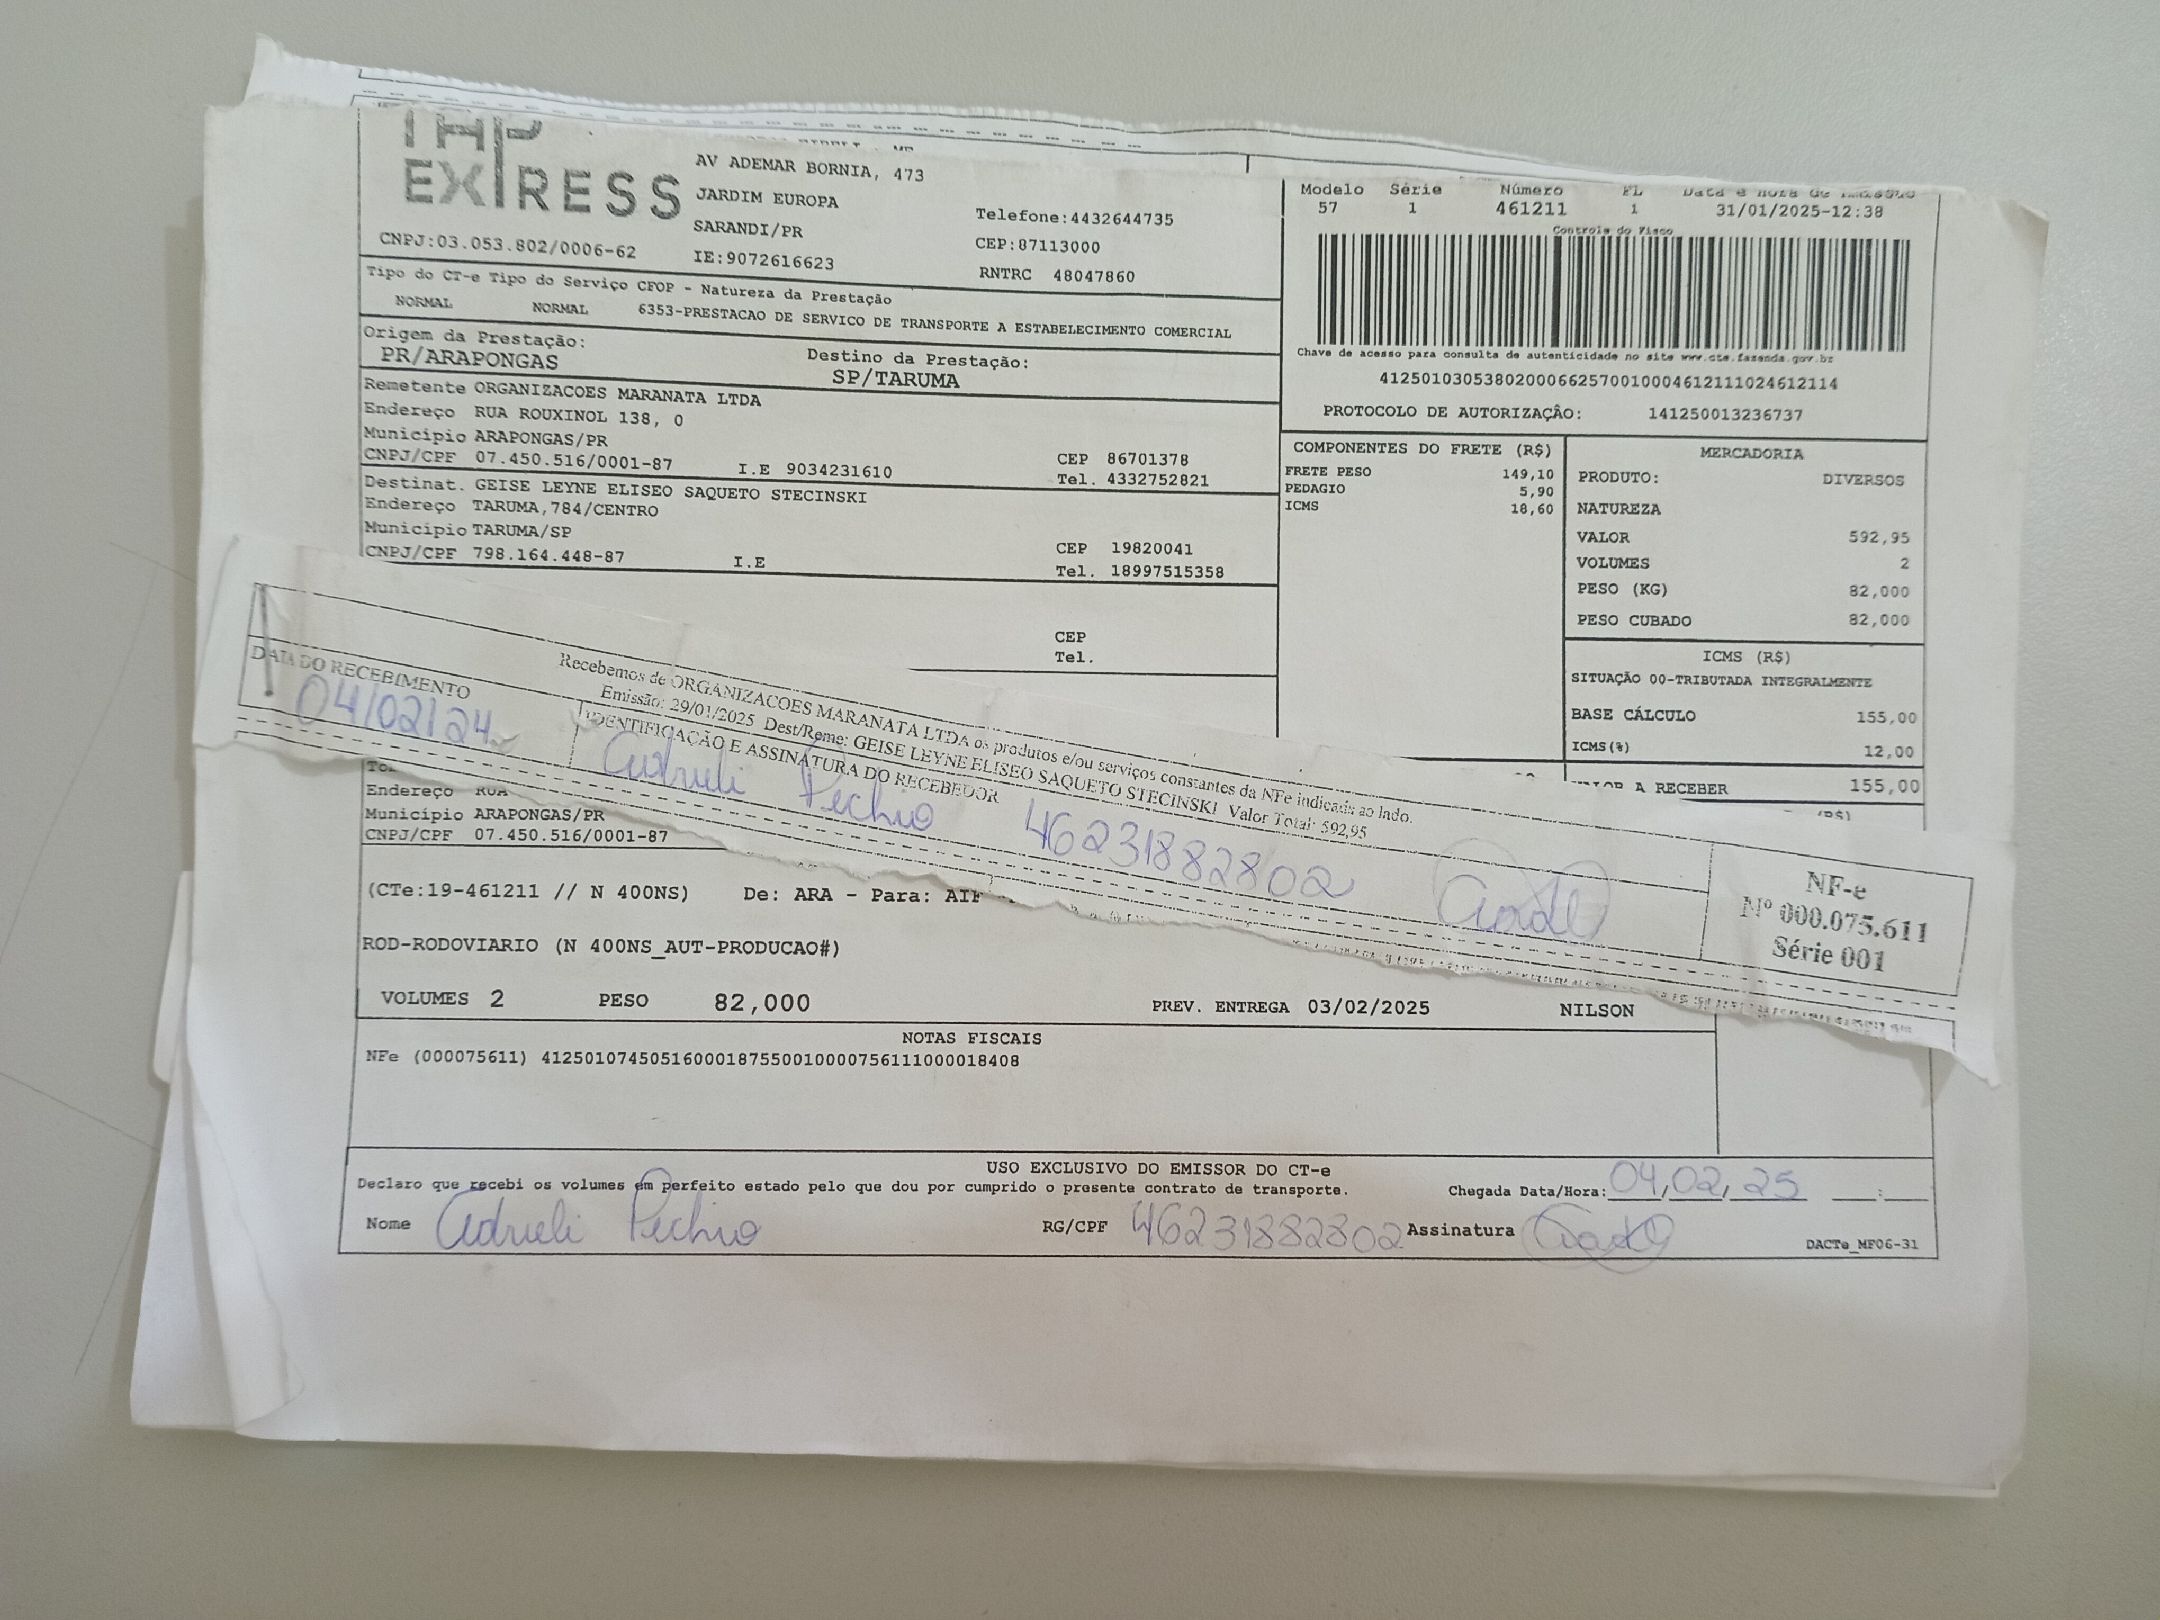 EXPRESS
AV ADEMAR BORNIA, 473
JARDIM EUROPA
SARANDI/PR
IE:9072616623
CNPJ:03.053.802/0006-62
Telefone:4432644735
CEP:87113000
RNTRC 48047860
Modelo Série Número FL Data e hora de
57 1 461211 1 31/01/2025-12:38
Controle do Fisco
Chave de acesso para consulta de autenticidade no site www.cte.fazenda.gov.br
41250103053802000662570010004612111024612114
PROTOCOLO DE AUTORIZAÇÂO: 141250013236737
Tipo do CT-e Tipo do Serviço CFOP - Natureza da Prestação
NORMAL NORMAL 6353-PRESTACAO DE SERVICO DE TRANSPORTE A ESTABELECIMENTO COMERCIAL
Origem da Prestação: Destino da Prestação:
PR/ARAPONGAS SP/TARUMA
Remetente ORGANIZACOES MARANATA LTDA
Endereço RUA ROUXINOL 138, 0
Município ARAPONGAS/PR CEP 86701378
CNPJ/CPF 07.450.516/0001-87 I.E 9034231610 Tel. 4332752821
Destinat. GEISE LEYNE ELISEO SAQUETO STECINSKI
Endereço TARUMA,784/CENTRO
Município TARUMA/SP CEP 19820041
CNPJ/CPF 798.164.448-87 I.E Tel. 18997515358
CEP
Tel.
COMPONENTES DO FRETE (R$)
FRETE PESO 149,10
PEDAGIO 5,90
ICMS 18,60
MERCADORIA
PRODUTO: DIVERSOS
NATUREZA
VALOR 592,95
VOLUMES 2
PESO (KG) 82,000
PESO CUBADO 82,000
ICMS (R$)
SITUAÇÃO 00-TRIBUTADA INTEGRALMENTE
BASE CÁLCULO 155,00
ICMS(%) 12,00
A RECEBER 155,00
(R$)
Recebemos de ORGANIZACOES MARANATA LTDA os produtos e/ou serviços constantes da NFe indicada ao lado.
Emissão: 29/01/2025 Dest/Reme: GEISE LEYNE ELISEO SAQUETO STECINSKI Valor Total: 592,95
DATA DO RECEBIMENTO IDENTIFICAÇÃO E ASSINATURA DO RECEBEDOR
04/02/24 Adrieli Pechio 46231882802
NF-e
Nº 000.075.611
Série 001
Endereço RUA
Município ARAPONGAS/PR
CNPJ/CPF 07.450.516/0001-87
(CTe:19-461211 // N 400NS) De: ARA - Para:
ROD-RODOVIARIO (N 400NS_AUT-PRODUCAO#)
VOLUMES 2 PESO 82,000 PREV. ENTREGA 03/02/2025 NILSON
NOTAS FISCAIS
NFe (000075611) 41250107450516000187550010000756111000018408
USO EXCLUSIVO DO EMISSOR DO CT-e
Declaro que recebi os volumes em perfeito estado pelo que dou por cumprido o presente contrato de transporte. Chegada Data/Hora: 04/02/25 :
Nome Adrieli Pechio RG/CPF 46231882802 Assinatura
DACTe_MF06-31